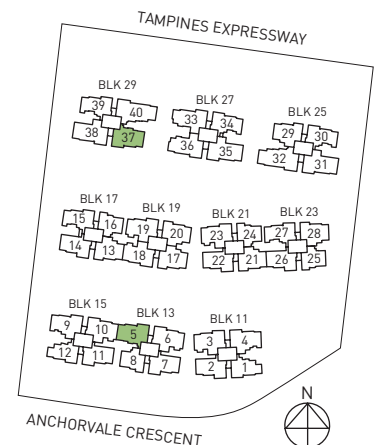 TAMPINES EXPRESSWAY
BLK 29
39 40
38 37
BLK 27
33 34
36 35
BLK 25
29 30
32 31
BLK 17
15 16
14 13
BLK 19
19 20
18 17
BLK 21
23 24
22 21
BLK 23
27 28
26 25
BLK 15
9 10
12 11
BLK 13
5 6
8 7
BLK 11
3 4
2 1
ANCHORVALE CRESCENT
N